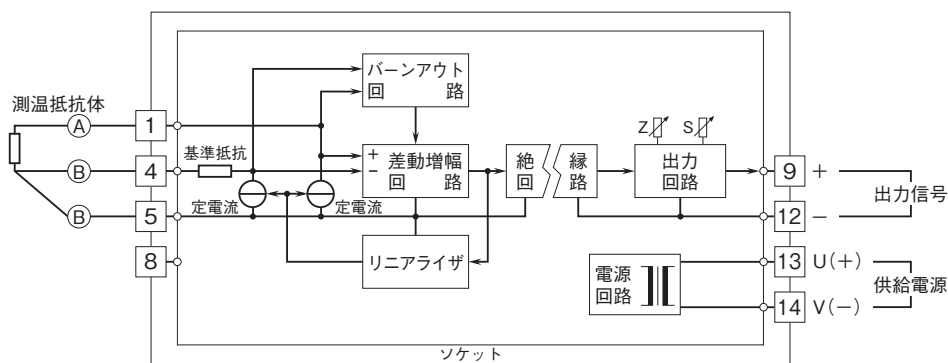 バーンアウト
回 路
測温抵抗体
A
1
Z
S
基準抵抗
+
-
差動増幅
回 路
絶 縁
回 路
出力
回路
B
4
9
+
出力信号
定電流
定電流
B
5
12
−
リニアライザ
8
電源
回路
13
U(+)
供給電源
14
V(−)
ソケット